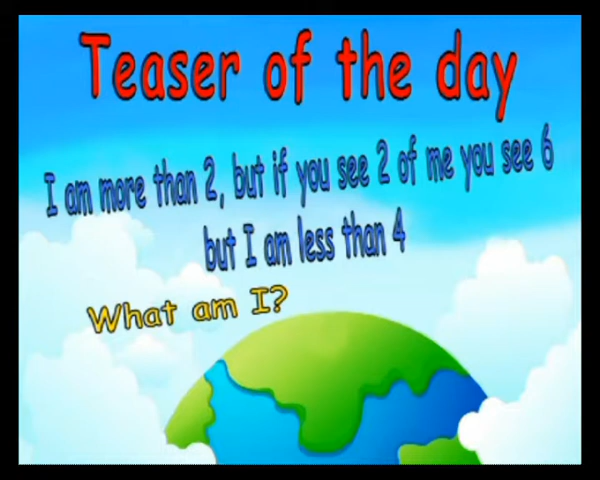 Teaser of the day
I am more than 2, but if you see 2 of me you see 6
but I am less than 4
What am I?